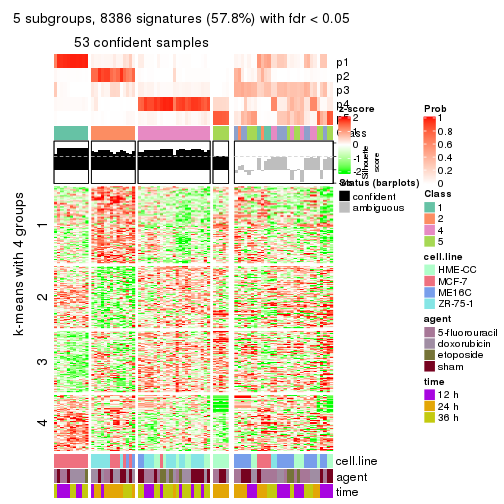 5 subgroups, 8386 signatures (57.8%) with fdr < 0.05
53 confident samples
p1
p2
p3
p4
z-score
2
1
0
-1
-2
Silhouette
score
Status (barplots)
confident
ambiguous
Prob
1
0.8
0.6
0.4
0.2
0
Class
1
2
4
5
cell.line
HME-CC
MCF-7
ME16C
ZR-75-1
agent
5-fluorouracil
doxorubicin
etoposide
sham
time
12 h
24 h
36 h
k-means with 4 groups
1
2
3
4
cell.line
agent
time